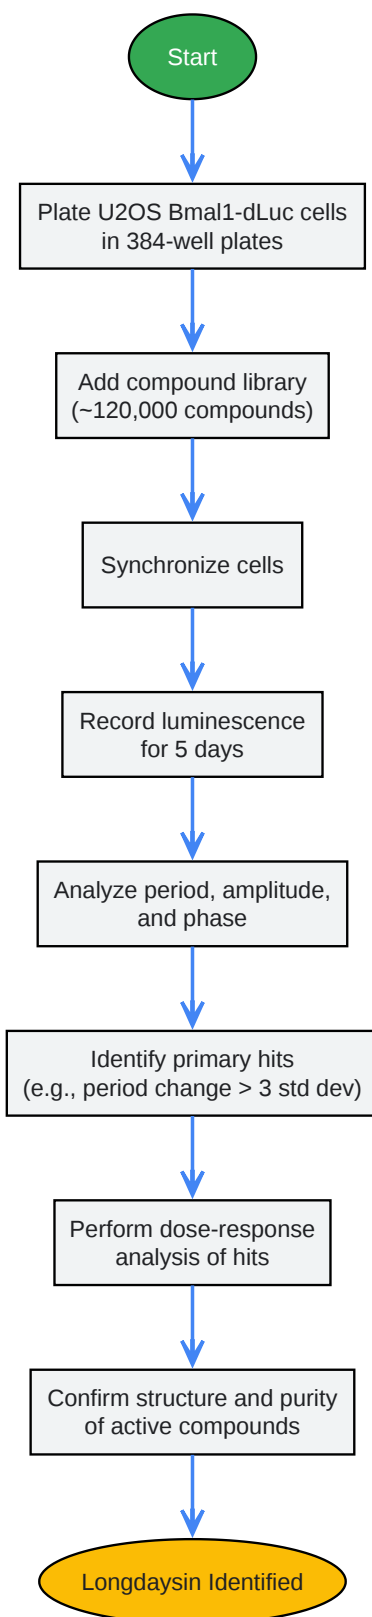 Start
Plate U2OS Bmal1-dLuc cells
in 384-well plates
Add compound library
(~120,000 compounds)
Synchronize cells
Record luminescence
for 5 days
Analyze period, amplitude,
and phase
Identify primary hits
(e.g., period change > 3 std dev)
Perform dose-response
analysis of hits
Confirm structure and purity
of active compounds
Longdaysin Identified